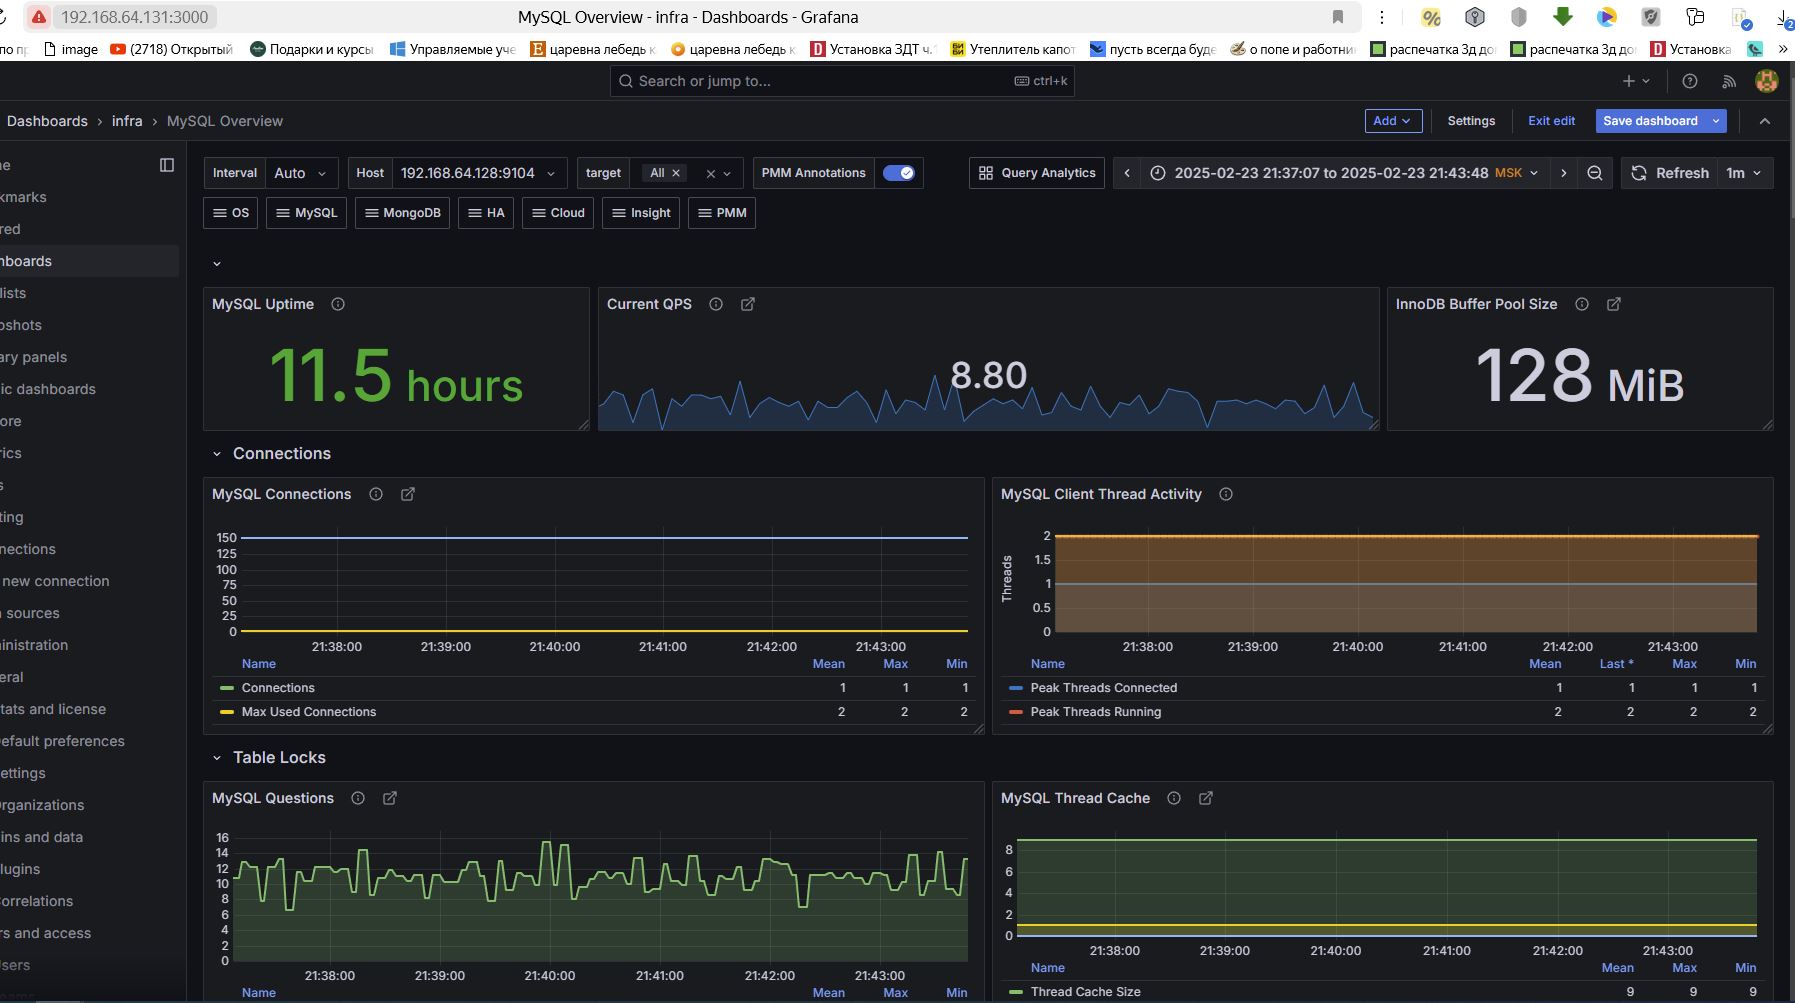 192.168.64.131:3000
MySQL Overview - infra - Dashboards - Grafana
image
(2718) Открытый
Подарки и курсы
Управляемые уче
царевна лебедь к
царевна лебедь к
Установка ЗДТ ч.
Утеплитель капот
пусть всегда буде
о попе и работни
распечатка 3д до
распечатка 3д до
Установка
Search or jump to...
ctrl+k
Dashboards › infra › MySQL Overview
Add
Settings
Exit edit
Save dashboard
Interval Auto
Host 192.168.64.128:9104
target All
PMM Annotations
Query Analytics
2025-02-23 21:37:07 to 2025-02-23 21:43:48 MSK
Refresh 1m
OS
MySQL
MongoDB
HA
Cloud
Insight
PMM
ne
kmarks
red
hboards
lists
pshots
ary panels
ic dashboards
ore
rics
s
ting
nections
new connection
sources
inistration
eral
tats and license
efault preferences
ettings
rganizations
ins and data
lugins
orrelations
rs and access
sers
MySQL Uptime
11.5 hours
Current QPS
8.80
InnoDB Buffer Pool Size
128 MiB
Connections
MySQL Connections
150
125
100
75
50
25
0
21:38:00 21:39:00 21:40:00 21:41:00 21:42:00 21:43:00
Name Mean Max Min
Connections 1 1 1
Max Used Connections 2 2 2
MySQL Client Thread Activity
Threads
2
1.5
1
0.5
0
21:38:00 21:39:00 21:40:00 21:41:00 21:42:00 21:43:00
Name Mean Last * Max Min
Peak Threads Connected 1 1 1 1
Peak Threads Running 2 2 2 2
Table Locks
MySQL Questions
16
14
12
10
8
6
4
2
0
21:38:00 21:39:00 21:40:00 21:41:00 21:42:00 21:43:00
Name Mean Max Min
MySQL Thread Cache
8
6
4
2
0
21:38:00 21:39:00 21:40:00 21:41:00 21:42:00 21:43:00
Name Mean Max Min
Thread Cache Size 9 9 9